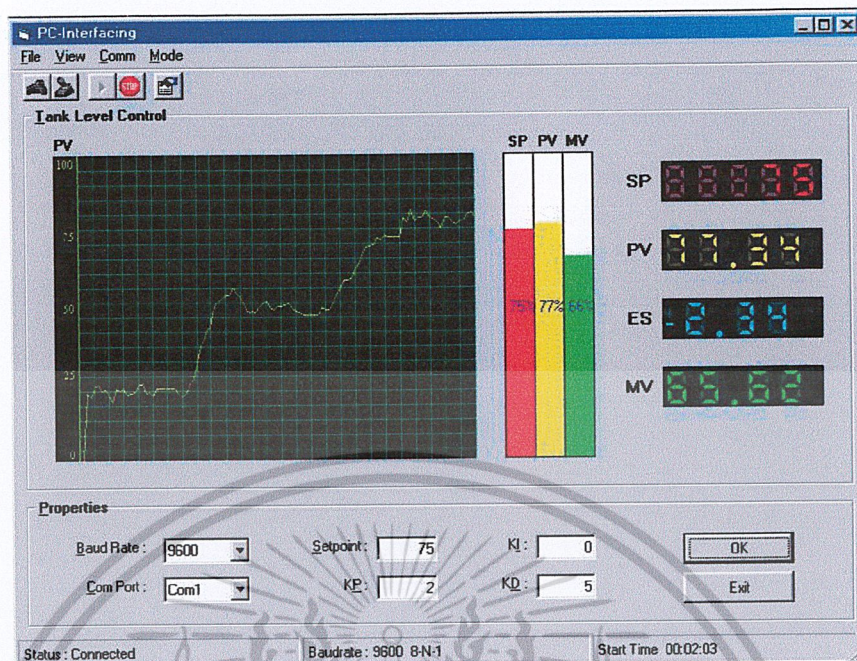 PC-Interfacing
File View Comm Mode
STOP
Tank Level Control
PV
100
75
50
25
0
SP PV MV
75% 77% 66%
SP 75
PV 77.34
ES -2.34
MV 65.62
Properties
Baud Rate : 9600 Setpoint : 75 KI : 0 OK
Com Port : Com1 KP : 2 KD : 5 Exit
Status : Connected Baudrate : 9600 8-N-1 Start Time 00:02:03